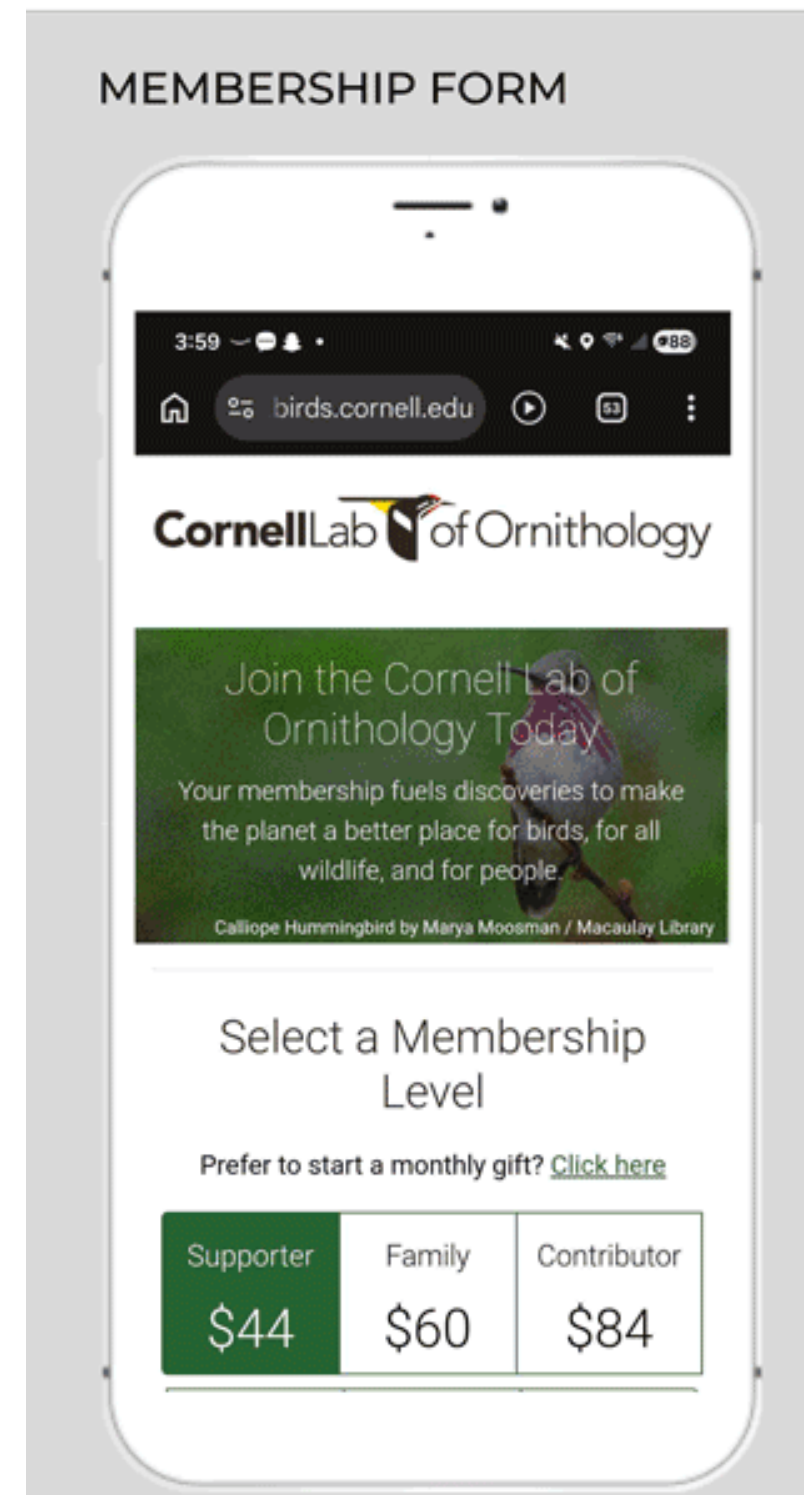 MEMBERSHIP FORM
3:59
88
birds.cornell.edu
53
CornellLab of Ornithology
Join the Cornell Lab of
Ornithology Today
Your membership fuels discoveries to make
the planet a better place for birds, for all
wildlife, and for people.
Calliope Hummingbird by Marya Moosman / Macaulay Library
Select a Membership
Level
Prefer to start a monthly gift? Click here
Supporter Family Contributor
$44 $60 $84